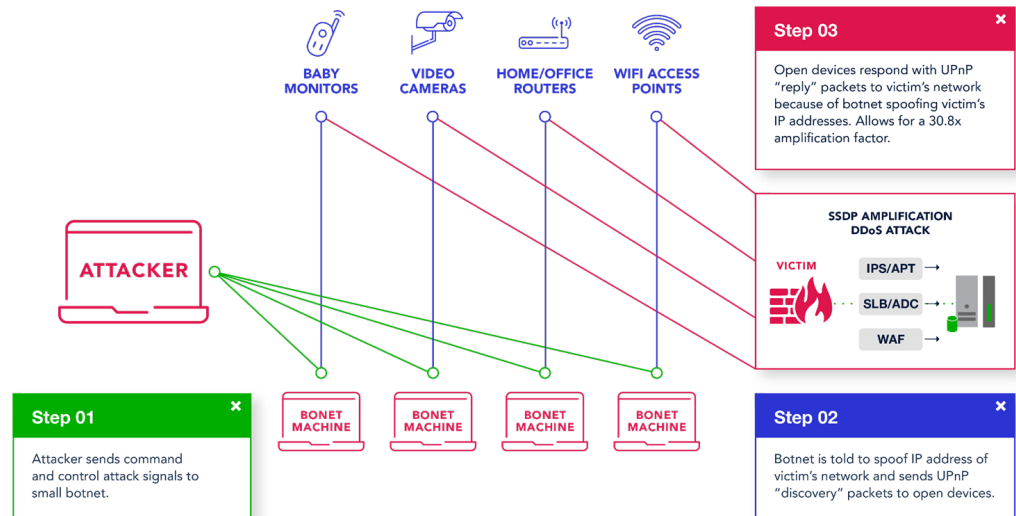 BABY
MONITORS
VIDEO
CAMERAS
HOME/OFFICE
ROUTERS
WIFI ACCESS
POINTS
Step 03
Open devices respond with UPnP
“reply” packets to victim’s network
because of botnet spoofing victim’s
IP addresses. Allows for a 30.8x
amplification factor.
ATTACKER
SSDP AMPLIFICATION
DDoS ATTACK
VICTIM
IPS/APT
SLB/ADC
WAF
BONET
MACHINE
BONET
MACHINE
BONET
MACHINE
BONET
MACHINE
Step 01
Attacker sends command
and control attack signals to
small botnet.
Step 02
Botnet is told to spoof IP address of
victim’s network and sends UPnP
“discovery” packets to open devices.